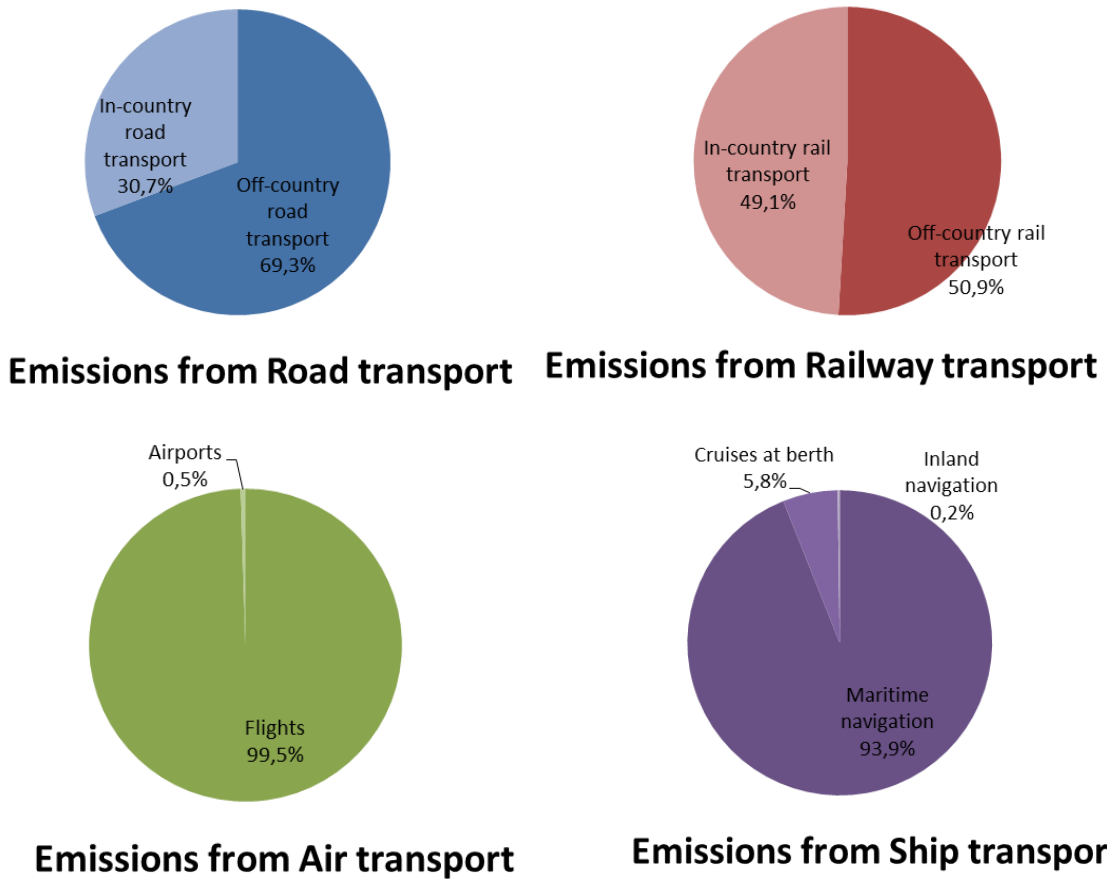 In-country
road
transport
30,7%
Off-country
road
transport
69,3%
Emissions from Road transport
In-country rail
transport
49,1%
Off-country rail
transport
50,9%
Emissions from Railway transport
Airports
0,5%
Flights
99,5%
Emissions from Air transport
Cruises at berth
5,8%
Inland
navigation
0,2%
Maritime
navigation
93,9%
Emissions from Ship transpor